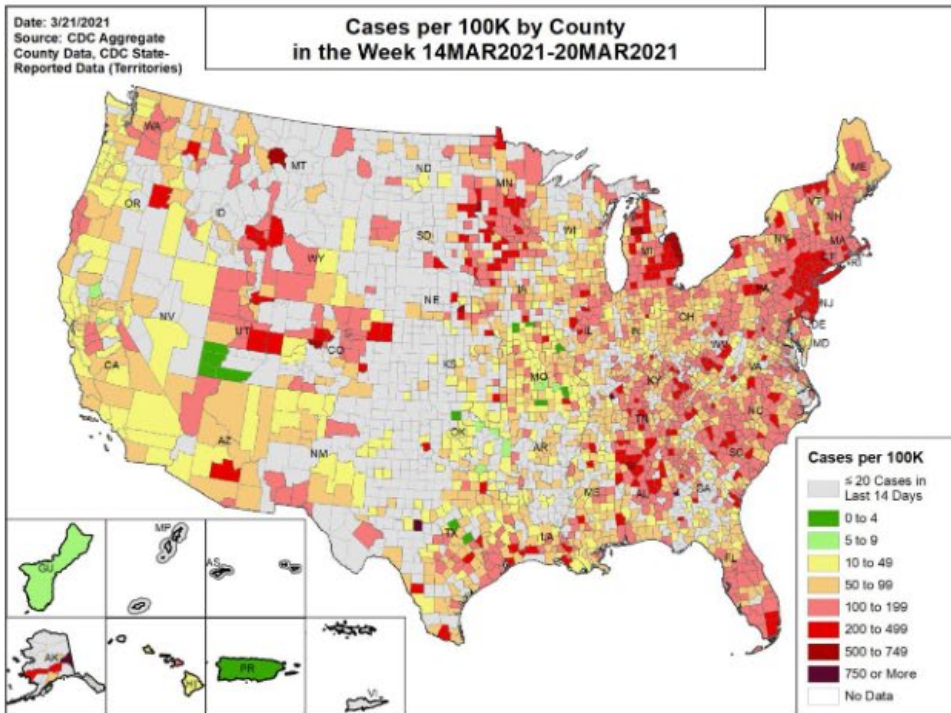 Date: 3/21/2021
Source: CDC Aggregate
County Data, CDC State-
Reported Data (Territories)
Cases per 100K by County
in the Week 14MAR2021-20MAR2021
WA
MT
ND
MN
ME
OR
ID
SD
WI
MI
VT
NH
NY
MA
CT
RI
WY
IA
PA
NJ
NE
NV
UT
CO
IL
IN
OH
DE
MD
WV
VA
CA
KS
MO
KY
NC
AZ
NM
OK
AR
TN
SC
MS
AL
GA
TX
LA
FL
GU
MP
AS
AK
HI
PR
VI
Cases per 100K
≤ 20 Cases in
Last 14 Days
0 to 4
5 to 9
10 to 49
50 to 99
100 to 199
200 to 499
500 to 749
750 or More
No Data